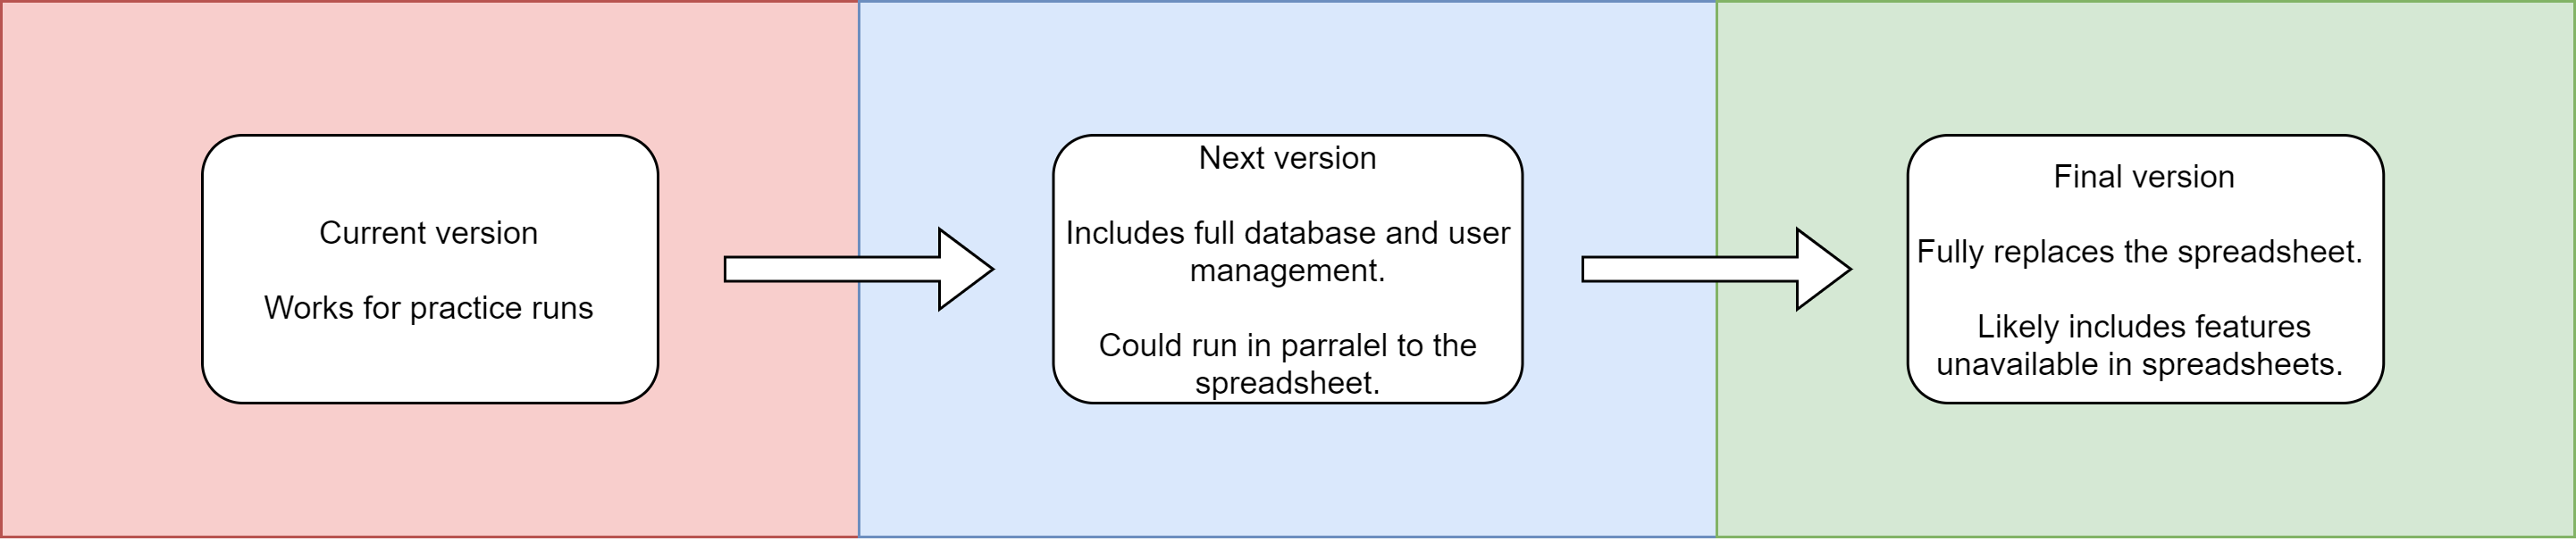 Current version
Works for practice runs
Next version
Includes full database and user
management.
Could run in parralel to the
spreadsheet.
Final version
Fully replaces the spreadsheet.
Likely includes features
unavailable in spreadsheets.